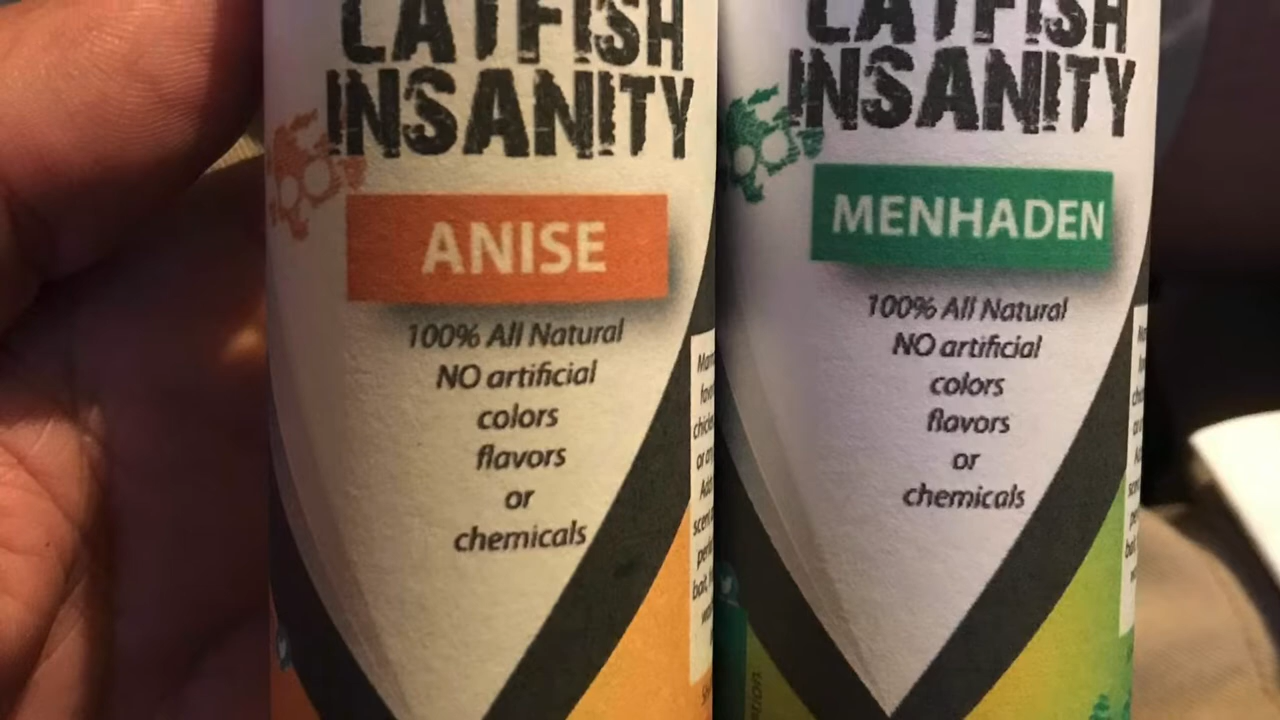 CATFISH
INSANITY
ANISE
100% All Natural
NO artificial
colors
flavors
or
chemicals
CATFISH
INSANITY
MENHADEN
100% All Natural
NO artificial
colors
flavors
or
chemicals